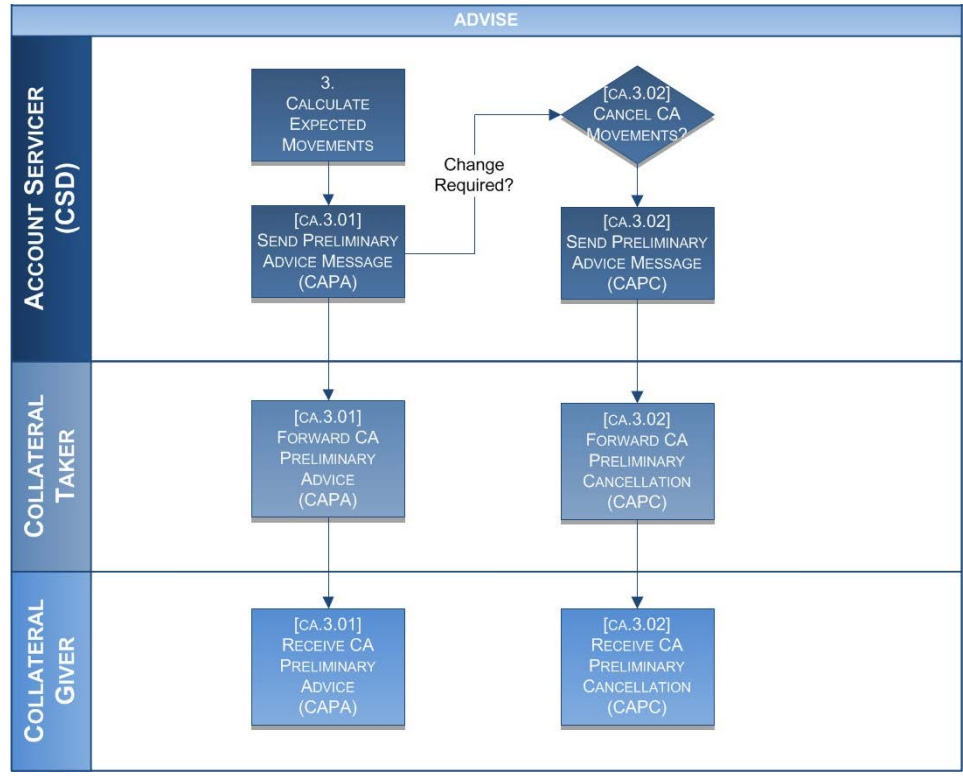 ADVISE
ACCOUNT SERVICER
(CSD)
3.
CALCULATE
EXPECTED
MOVEMENTS
[CA.3.02]
CANCEL CA
MOVEMENTS?
Change
Required?
[CA.3.01]
SEND PRELIMINARY
ADVICE MESSAGE
(CAPA)
[CA.3.02]
SEND PRELIMINARY
ADVICE MESSAGE
(CAPC)
COLLATERAL
TAKER
[CA.3.01]
FORWARD CA
PRELIMINARY
ADVICE
(CAPA)
[CA.3.02]
FORWARD CA
PRELIMINARY
CANCELLATION
(CAPC)
COLLATERAL
GIVER
[CA.3.01]
RECEIVE CA
PRELIMINARY
ADVICE
(CAPA)
[CA.3.02]
RECEIVE CA
PRELIMINARY
CANCELLATION
(CAPC)